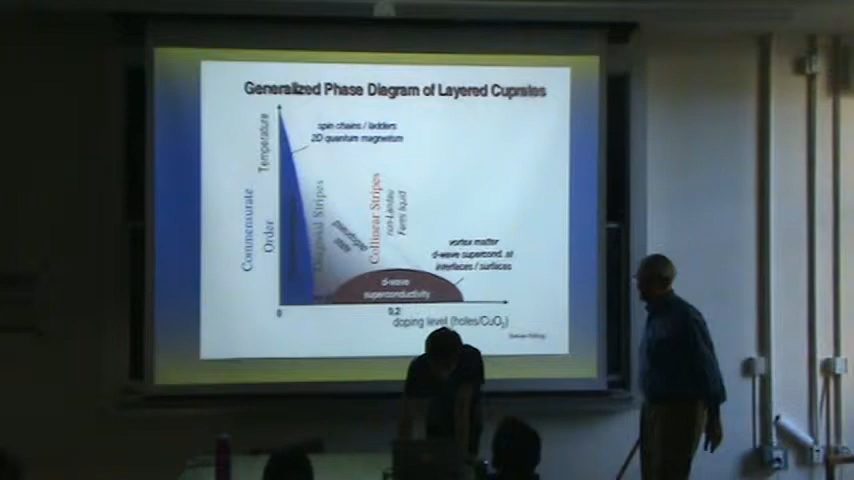 Generalized Phase Diagram of Layered Cuprates
Temperature
spin chains / ladders
2D quantum magnetism
Commensurate
Order
Diagonal Stripes
pseudogap
Collinear Stripes
non-Landau
Fermi liquid
vortex matter
d-wave supercond. at
interfaces / surfaces
d-wave
superconductivity
0
0.2
doping level (holes/CuO₂)